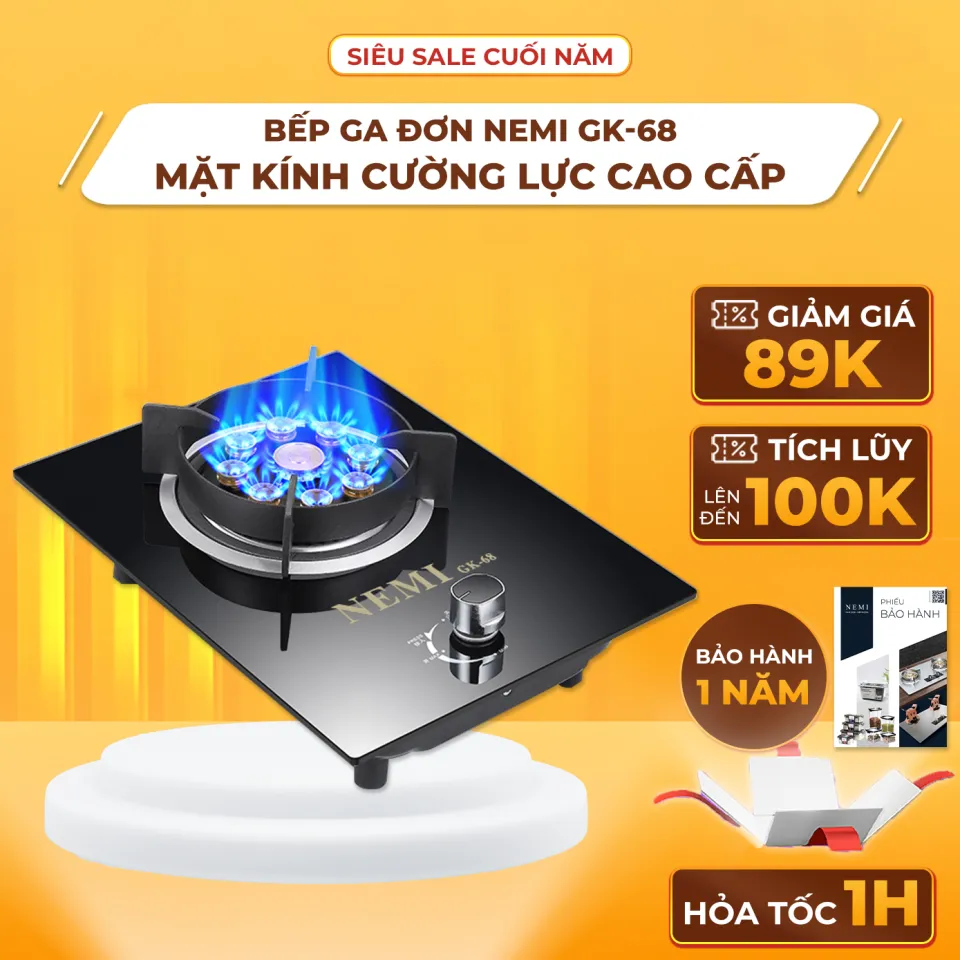 SIÊU SALE CUỐI NĂM
BẾP GA ĐƠN NEMI GK-68
MẶT KÍNH CƯỜNG LỰC CAO CẤP
GIẢM GIÁ
89K
TÍCH LŨY
LÊN ĐẾN 100K
NEMI GK-68
BẢO HÀNH
1 NĂM
NEMI
PHIẾU
BẢO HÀNH
HỎA TỐC 1H